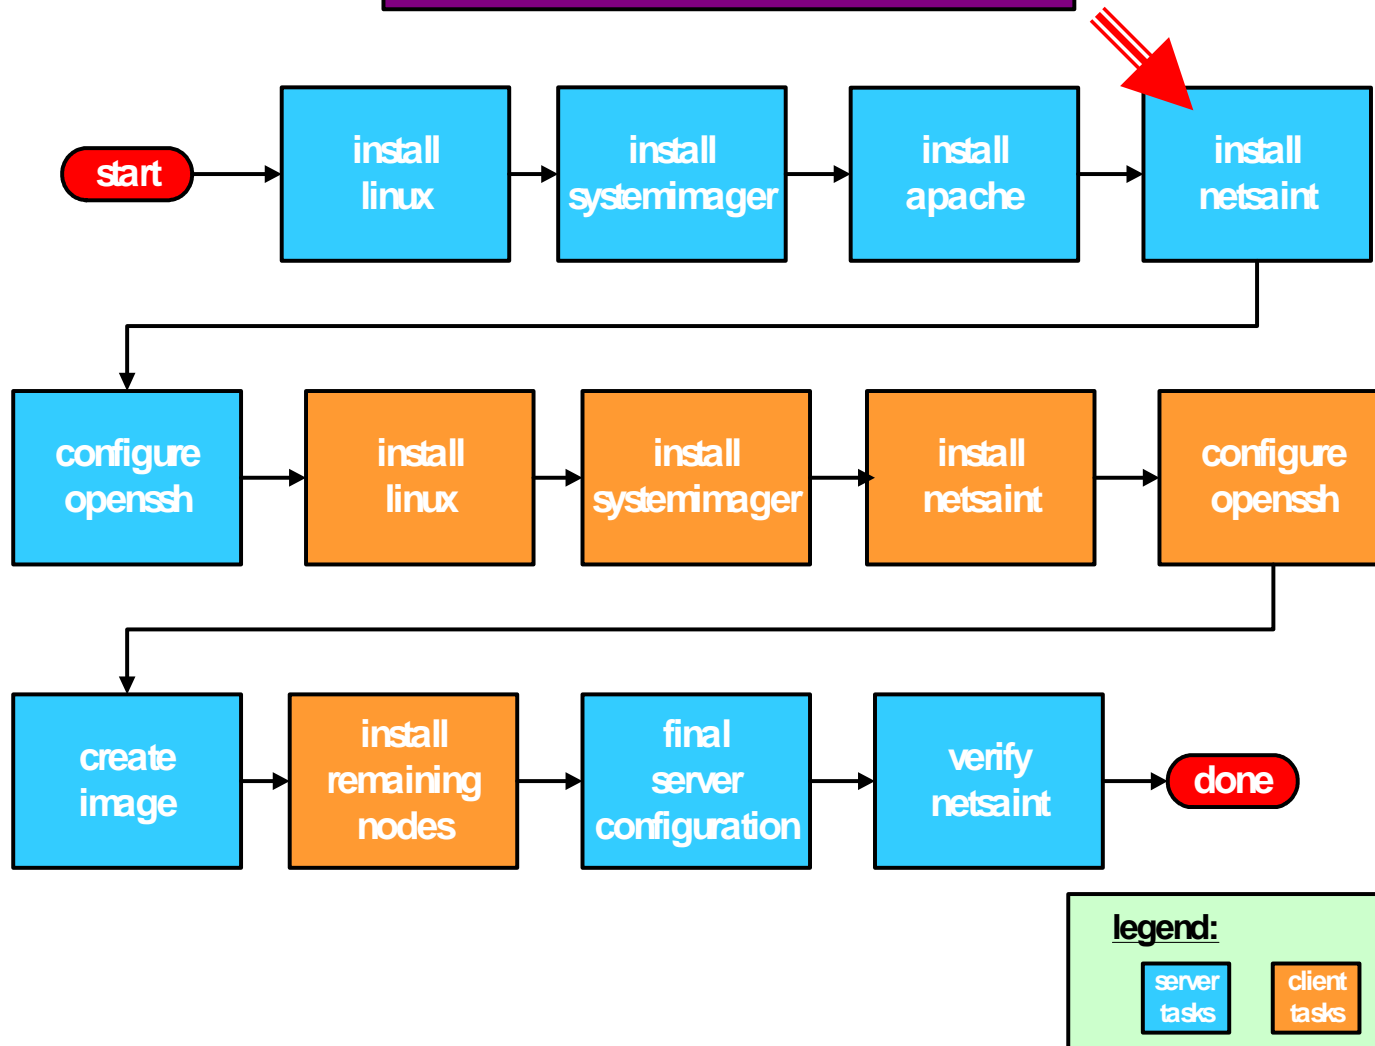 start
install
linux
install
systemimager
install
apache
install
netsaint
configure
openssh
install
linux
install
systemimager
install
netsaint
configure
openssh
create
image
install
remaining
nodes
final
server
configuration
verify
netsaint
done
legend:
server
tasks
client
tasks